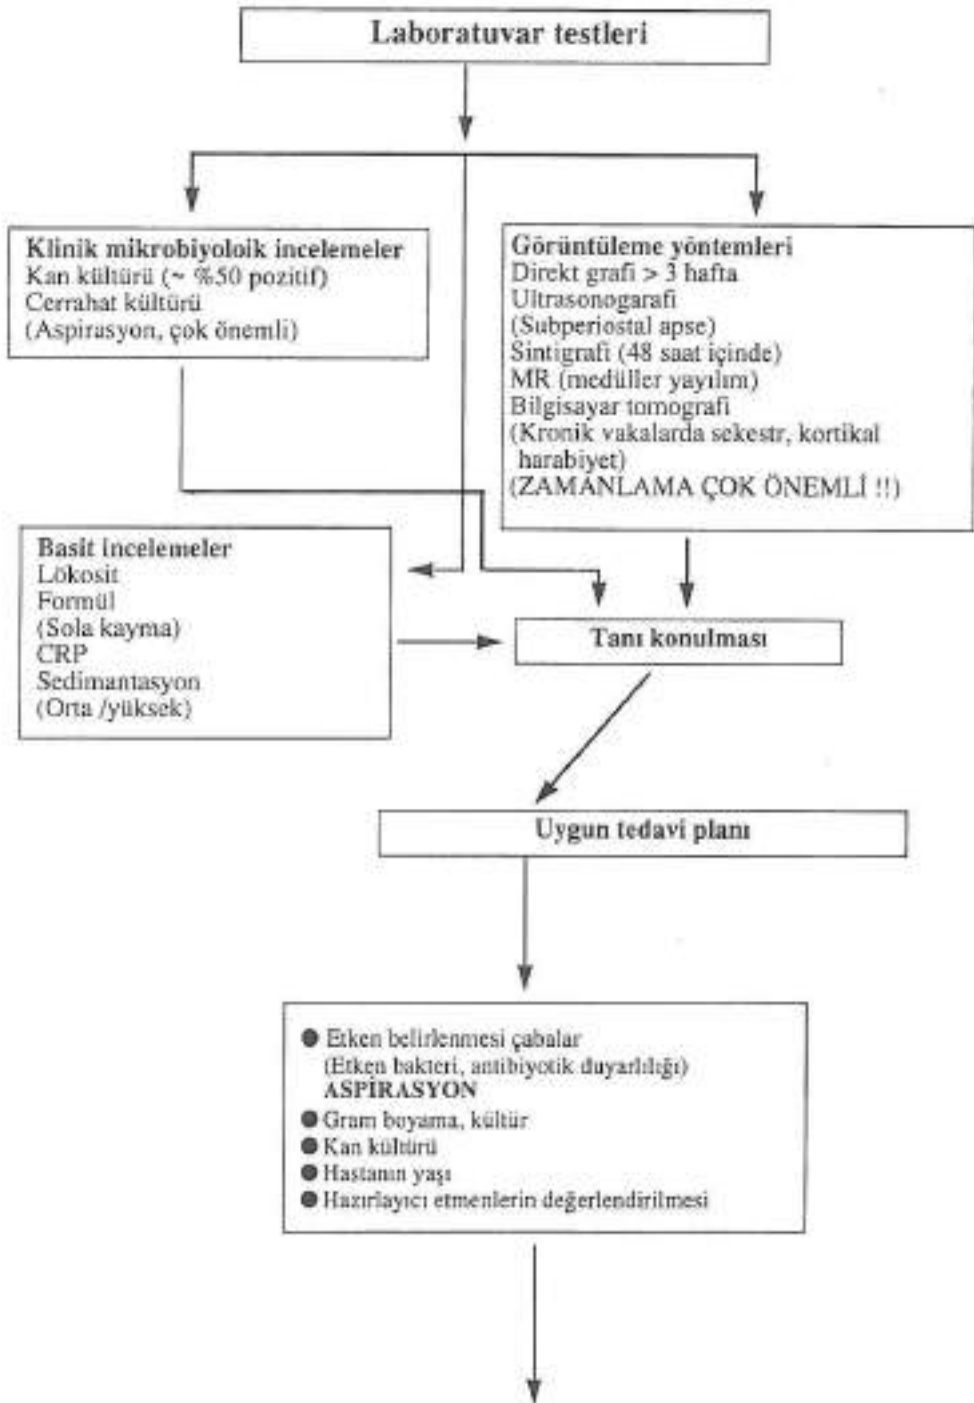 Laboratuvar testleri
Klinik mikrobiyoloik incelemeler
Kan kültürü (~ %50 pozitif)
Cerrahat kültürü
(Aspirasyon, çok önemli)
Görüntüleme yöntemleri
Direkt grafi > 3 hafta
Ultrasonogarafi
(Subperiostal apse)
Sintigrafi (48 saat içinde)
MR (medüller yayılım)
Bilgisayar tomografi
(Kronik vakalarda sekestr, kortikal
harabiyet)
(ZAMANLAMA ÇOK ÖNEMLİ !!)
Basit incelemeler
Lökosit
Formül
(Sola kayma)
CRP
Sedimantasyon
(Orta /yüksek)
Tanı konulması
Uygun tedavi planı
● Etken belirlenmesi çabalar
(Etken bakteri, antibiyotik duyarlılığı)
ASPİRASYON
● Gram boyama, kültür
● Kan kültürü
● Hastanın yaşı
● Hazırlayıcı etmenlerin değerlendirilmesi